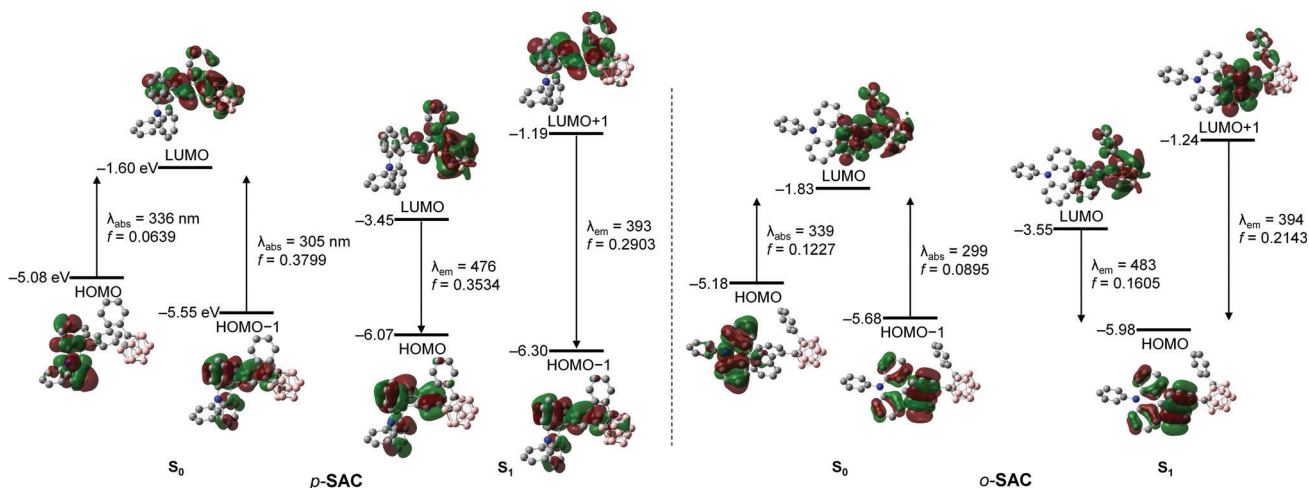 LUMO
−1.60 eV
λabs = 336 nm
f = 0.0639
λabs = 305 nm
f = 0.3799
−5.08 eV
HOMO
−5.55 eV
HOMO−1
S0
LUMO+1
−1.19
LUMO
−3.45
λem = 476
f = 0.3534
λem = 393
f = 0.2903
−6.07
HOMO
−6.30
HOMO−1
S1
p-SAC
LUMO
−1.83
λabs = 339
f = 0.1227
λabs = 299
f = 0.0895
−5.18
HOMO
−5.68
HOMO−1
S0
LUMO+1
−1.24
LUMO
−3.55
λem = 483
f = 0.1605
λem = 394
f = 0.2143
−5.98
HOMO
S1
o-SAC